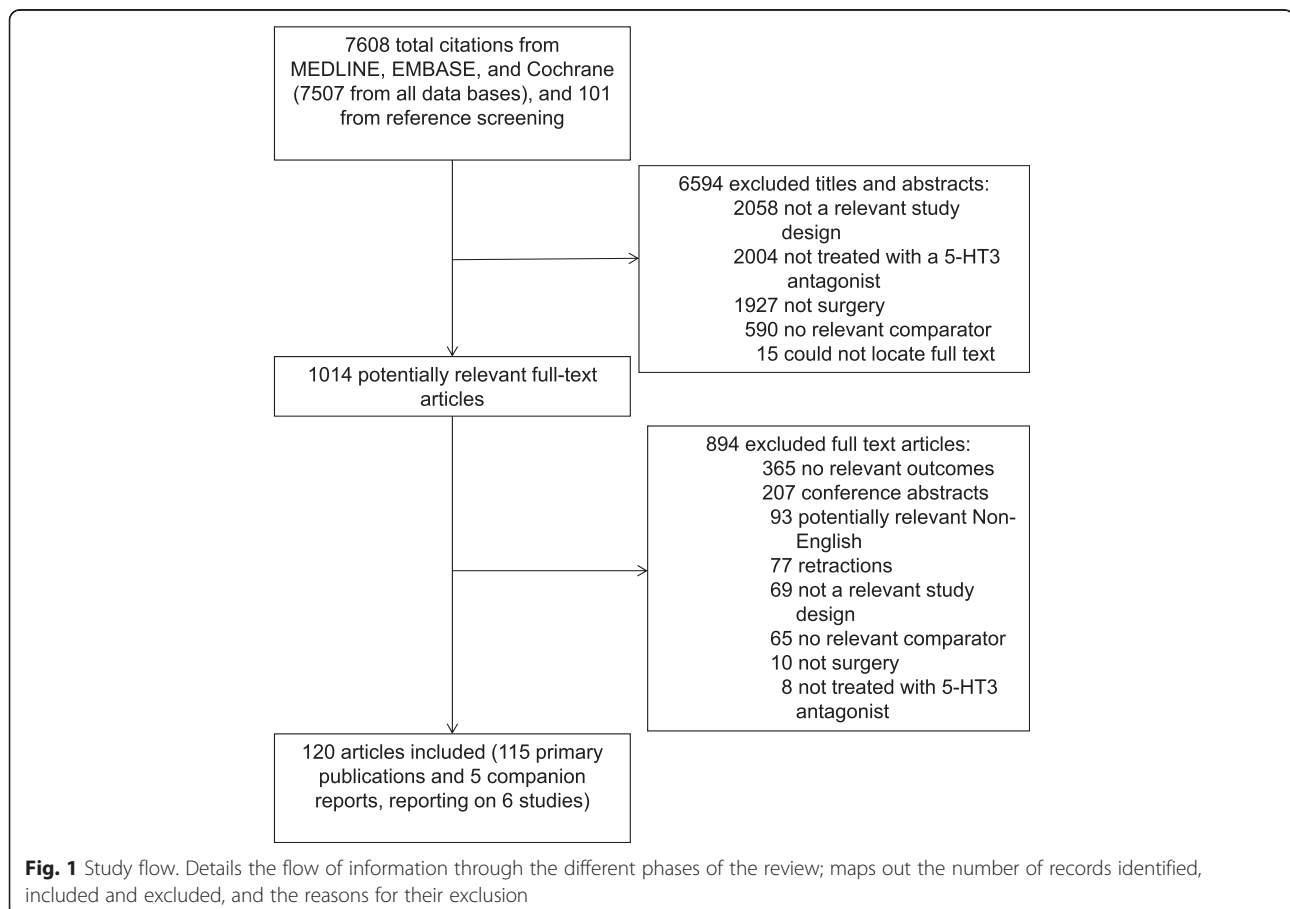 7608 total citations from
MEDLINE, EMBASE, and Cochrane
(7507 from all data bases), and 101
from reference screening
6594 excluded titles and abstracts:
2058 not a relevant study
design
2004 not treated with a 5-HT3
antagonist
1927 not surgery
590 no relevant comparator
15 could not locate full text
1014 potentially relevant full-text
articles
894 excluded full text articles:
365 no relevant outcomes
207 conference abstracts
93 potentially relevant Non-
English
77 retractions
69 not a relevant study
design
65 no relevant comparator
10 not surgery
8 not treated with 5-HT3
antagonist
120 articles included (115 primary
publications and 5 companion
reports, reporting on 6 studies)
Fig. 1 Study flow. Details the flow of information through the different phases of the review; maps out the number of records identified,
included and excluded, and the reasons for their exclusion